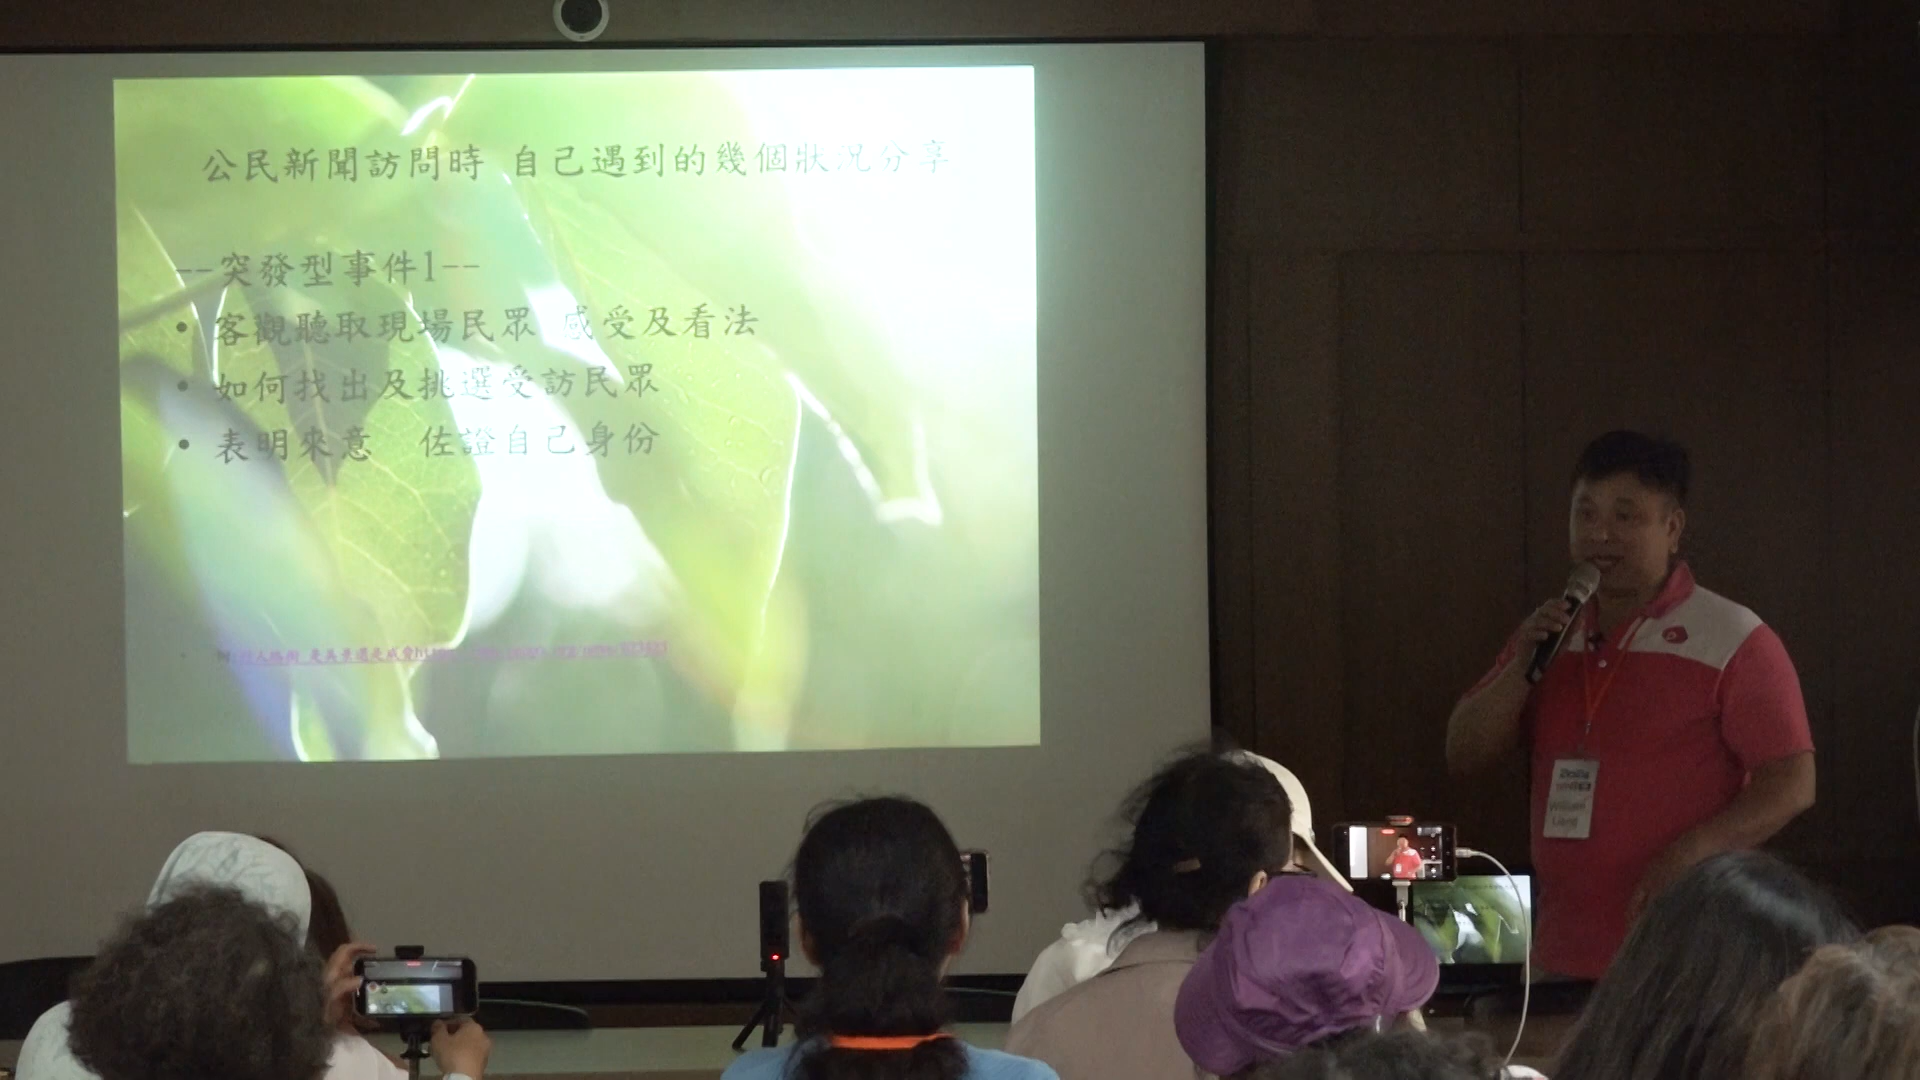 公民新聞訪問時 自己遇到的幾個狀況分享
--突發型事件1--
• 客觀聽取現場民眾 感受及看法
• 如何找出及挑選受訪民眾
• 表明來意 佐證自己身份
William
Liang